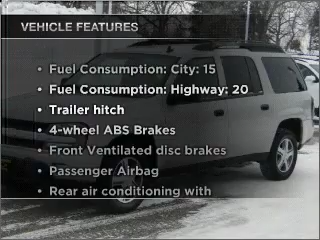 VEHICLE FEATURES
• Fuel Consumption: City: 15
• Fuel Consumption: Highway: 20
• Trailer hitch
• 4-wheel ABS Brakes
• Front Ventilated disc brakes
• Passenger Airbag
• Rear air conditioning with